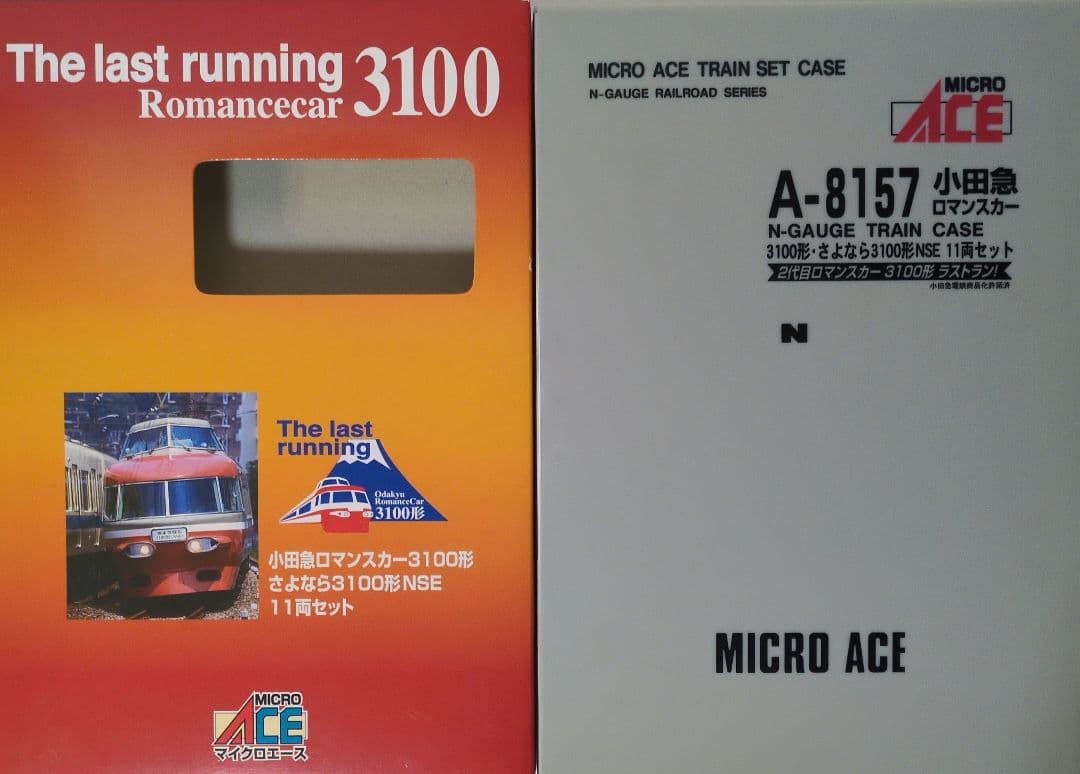 The last running
Romancecar 3100
The last
running
Odakyu
RomanceCar
3100形
小田急ロマンスカー3100形
さよなら3100形NSE
11両セット
MICRO
ACE
マイクロエース
MICRO ACE TRAIN SET CASE
N-GAUGE RAILROAD SERIES
MICRO
ACE
A-8157 小田急
ロマンスカー
N-GAUGE TRAIN CASE
3100形・さよなら3100形NSE 11両セット
2代目ロマンスカー 3100形 ラストラン!
小田急電鉄商品化許諾済
N
MICRO ACE